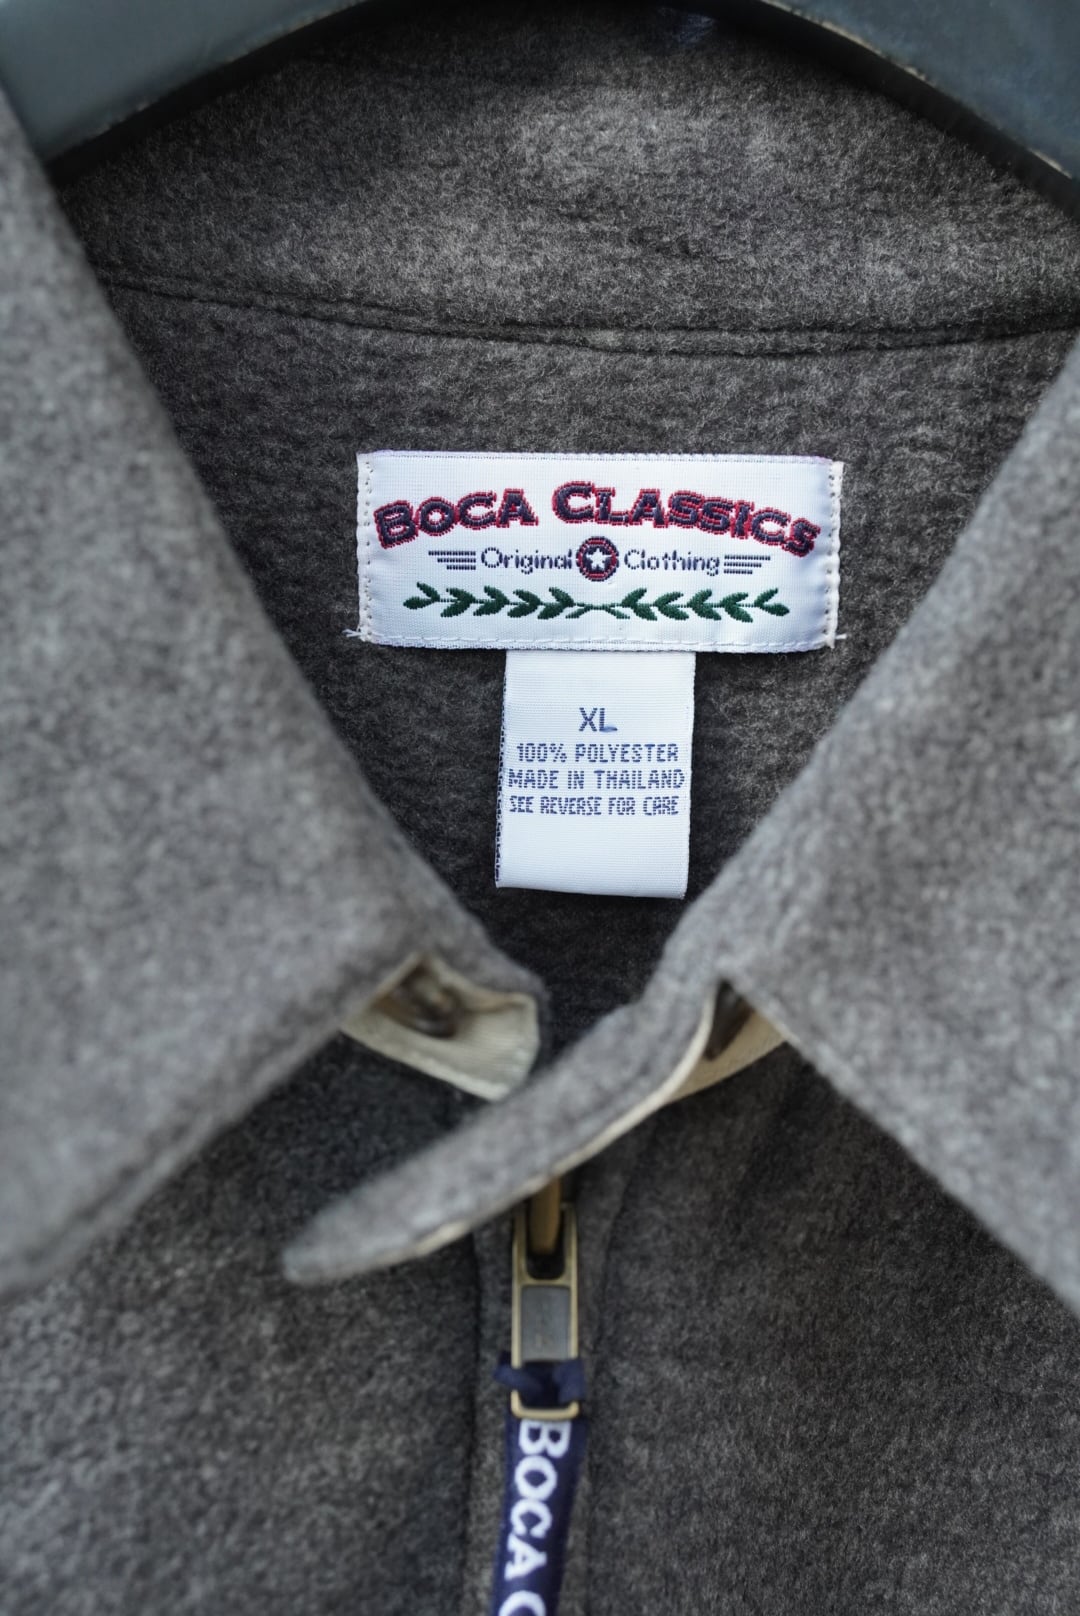 BOCA CLASSICS
Original Clothing
XL
100% POLYESTER
MADE IN THAILAND
SEE REVERSE FOR CARE
BOCA C